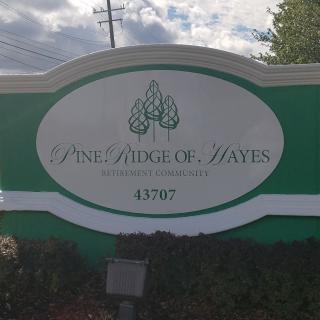 Pine Ridge of Hayes
RETIREMENT COMMUNITY
43707